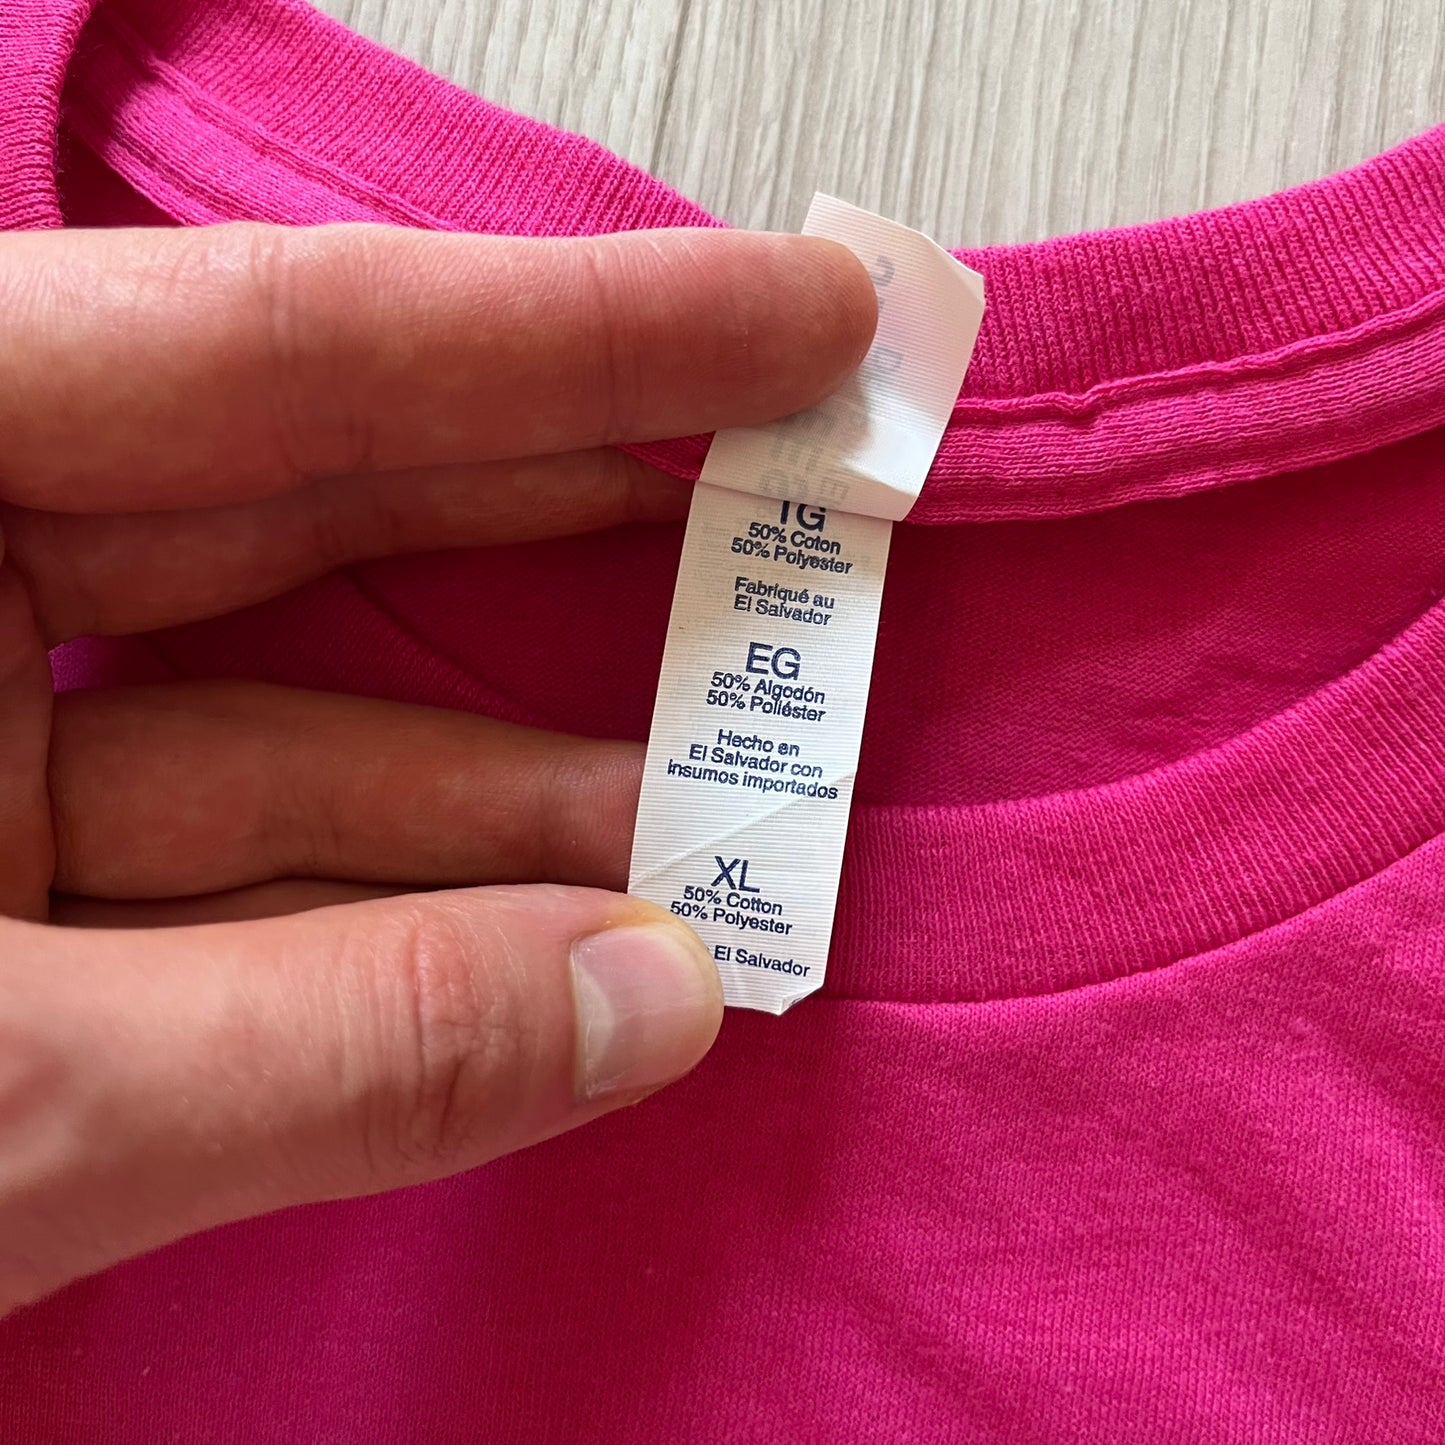 TG
50% Coton
50% Polyester
Fabriqué au
El Salvador
EG
50% Algodón
50% Poliéster
Hecho en
El Salvador con
insumos importados
XL
50% Cotton
50% Polyester
El Salvador